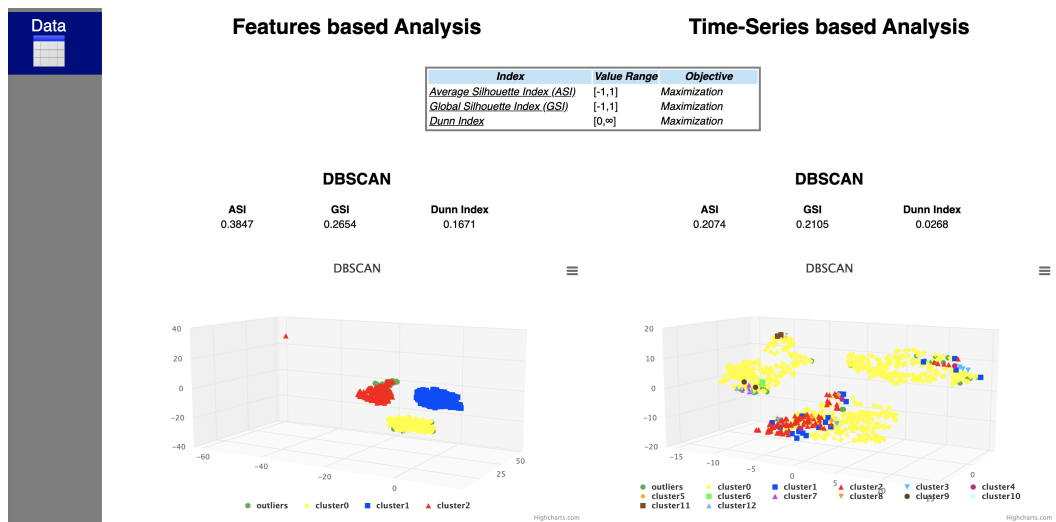 Data
Features based Analysis
Time-Series based Analysis
Index Value Range Objective
Average Silhouette Index (ASI) [-1,1] Maximization
Global Silhouette Index (GSI) [-1,1] Maximization
Dunn Index [0,∞] Maximization
DBSCAN
ASI GSI Dunn Index
0.3847 0.2654 0.1671
DBSCAN
40
20
0
-20
-40
-60 -40 -20 0 25 50
outliers cluster0 cluster1 cluster2
Highcharts.com
DBSCAN
ASI GSI Dunn Index
0.2074 0.2105 0.0268
DBSCAN
20
10
0
-10
-20
-15 -10 -5 0 5 0
outliers cluster0 cluster1 cluster2 cluster3 cluster4
cluster5 cluster6 cluster7 cluster8 cluster9 cluster10
cluster11 cluster12
Highcharts.com